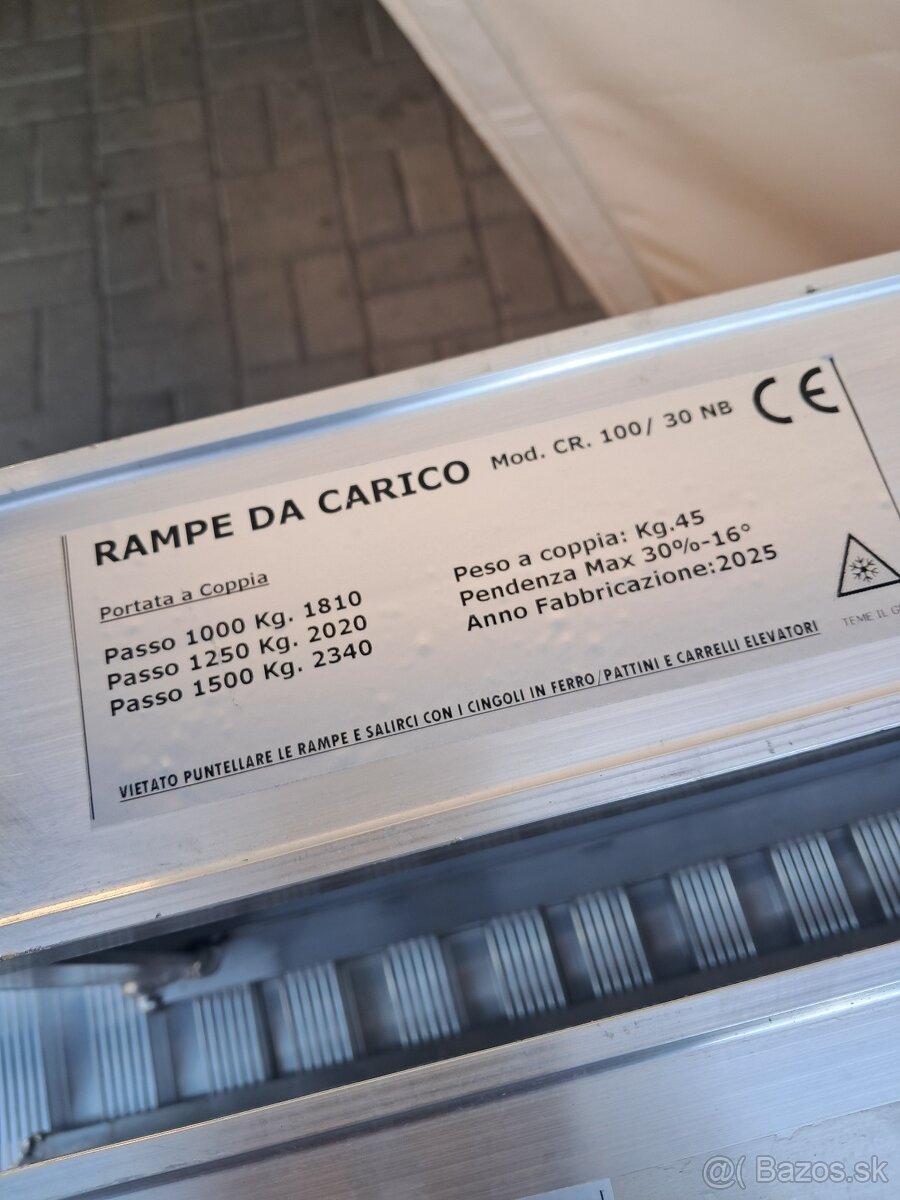 RAMPE DA CARICO Mod. CR. 100/ 30 NB CE
Portata a Coppia
Passo 1000 Kg. 1810
Passo 1250 Kg. 2020
Passo 1500 Kg. 2340
Peso a coppia: Kg.45
Pendenza Max 30%-16°
Anno Fabbricazione:2025
TEME IL
VIETATO PUNTELLARE LE RAMPE E SALIRCI CON I CINGOLI IN FERRO/PATTINI E CARRELLI ELEVATORI
@( Bazos.sk